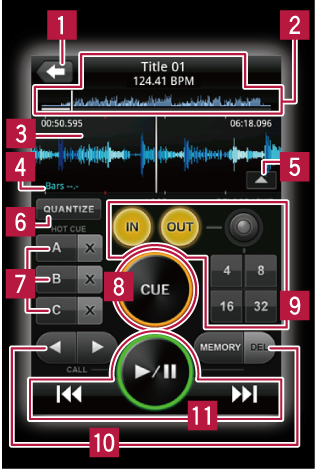 1
2
Title 01
124.41 BPM
3
00:50.595
06:18.096
4
Bars --.-
5
6
QUANTIZE
IN
OUT
HOT CUE
7
A X
B X
C X
8
CUE
4 8
9
16 32
MEMORY DEL
CALL
10
11